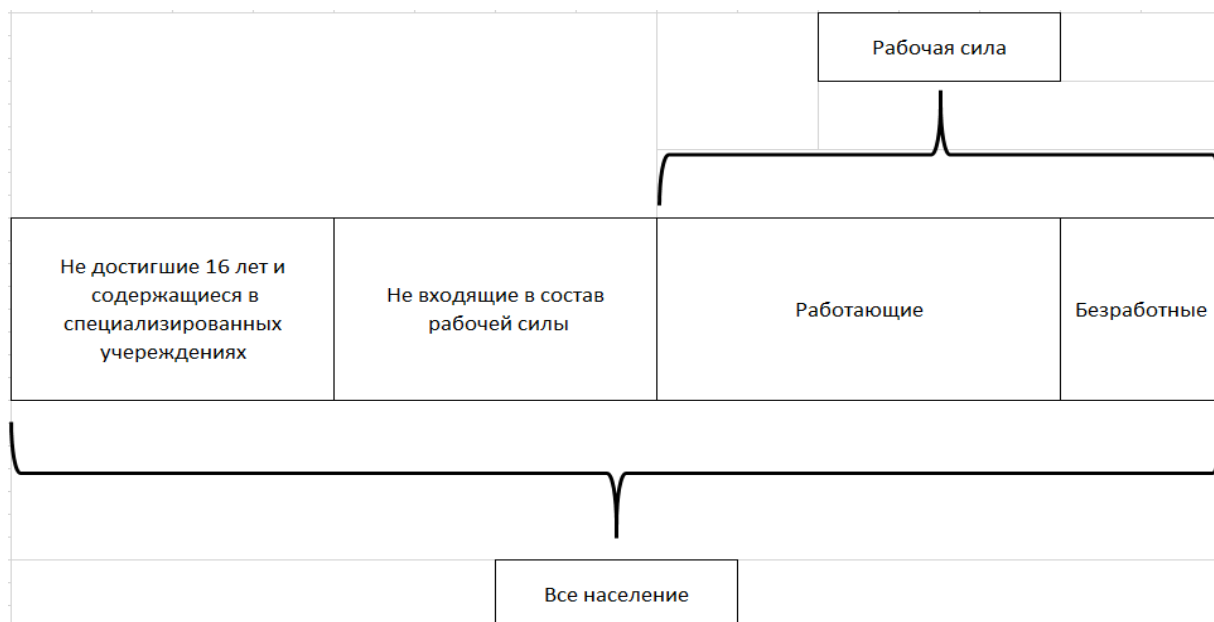 Рабочая сила
Не достигшие 16 лет и
содержащиеся в
специализированных
учереждениях
Не входящие в состав
рабочей силы
Работающие
Безработные
Все население